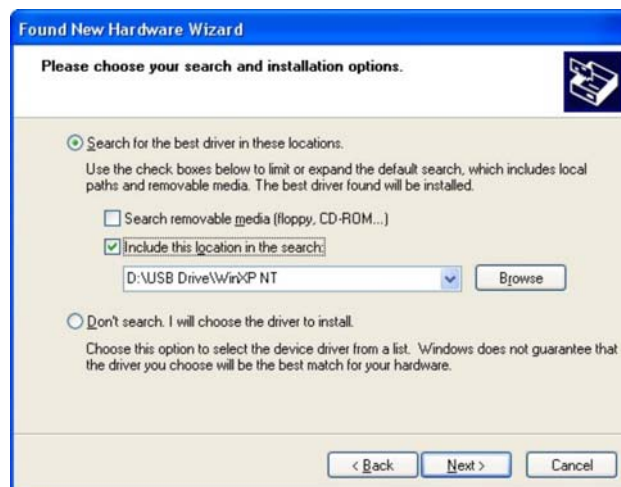 Found New Hardware Wizard
Please choose your search and installation options.
Search for the best driver in these locations.
Use the check boxes below to limit or expand the default search, which includes local
paths and removable media. The best driver found will be installed.
Search removable media (floppy, CD-ROM...)
Include this location in the search:
D:\USB Drive\WinXP NT
Browse
Don't search. I will choose the driver to install.
Choose this option to select the device driver from a list. Windows does not guarantee that
the driver you choose will be the best match for your hardware.
< Back
Next >
Cancel